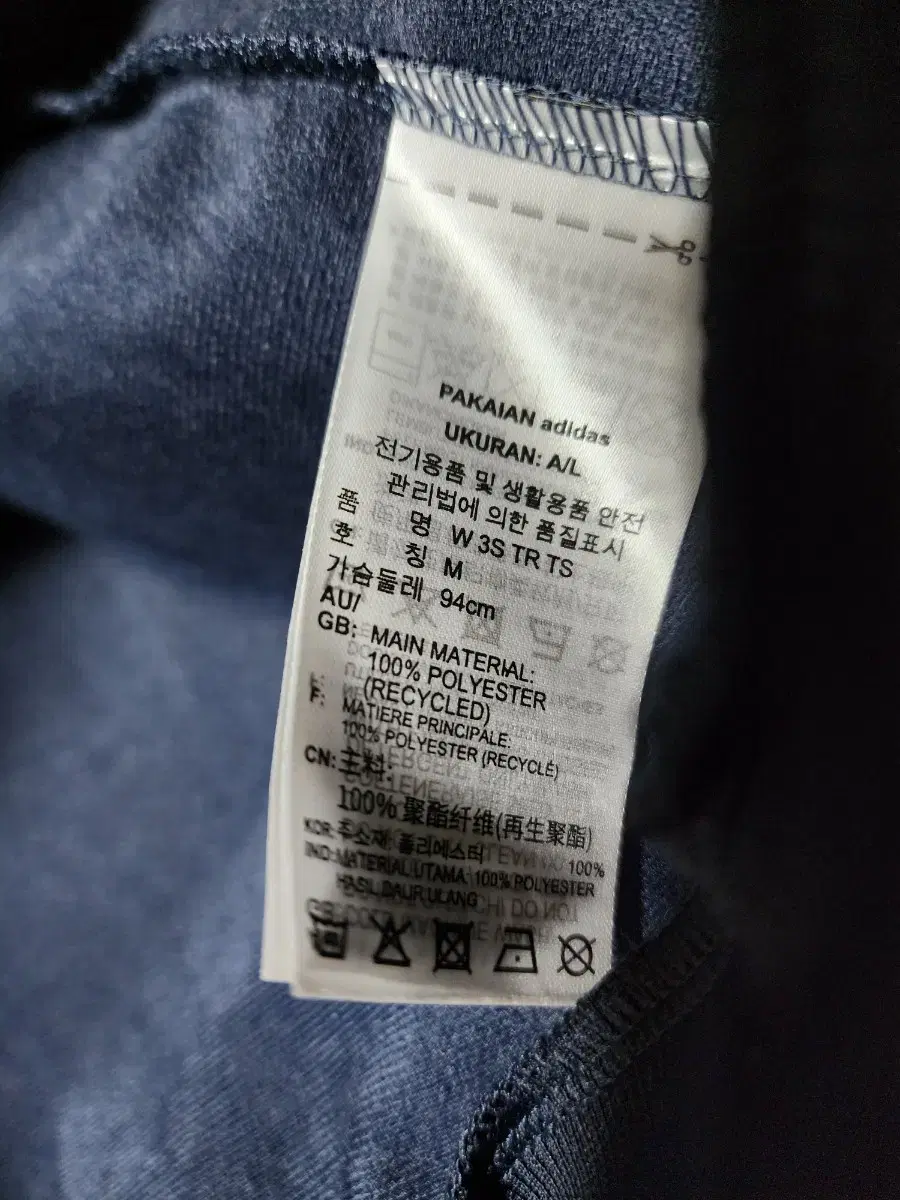 PAKAIAN adidas
UKURAN: A/L
전기용품 및 생활용품 안전
관리법에 의한 품질표시
품 명 W 3S TR TS
호 칭 M
가슴둘레 94cm
AU/
GB: MAIN MATERIAL:
100% POLYESTER
(RECYCLED)
F: MATIERE PRINCIPALE:
100% POLYESTER (RECYCLÉ)
CN: 主料:
100% 聚酯纤维(再生聚酯)
KOR: 주소재: 폴리에스터 100%
IND: MATERIAL UTAMA: 100% POLYESTER
HASIL DAUR ULANG